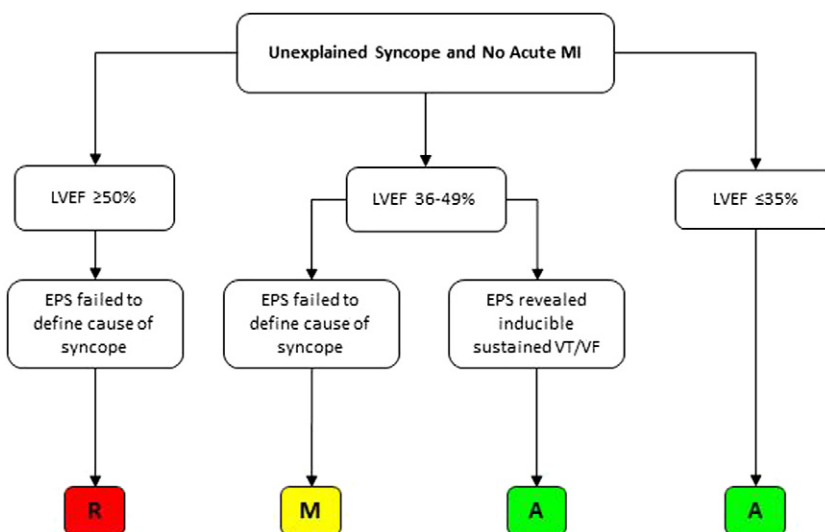 Unexplained Syncope and No Acute MI
LVEF ≥50%
LVEF 36-49%
LVEF ≤35%
EPS failed to
define cause of
syncope
EPS failed to
define cause of
syncope
EPS revealed
inducible
sustained VT/VF
R
M
A
A